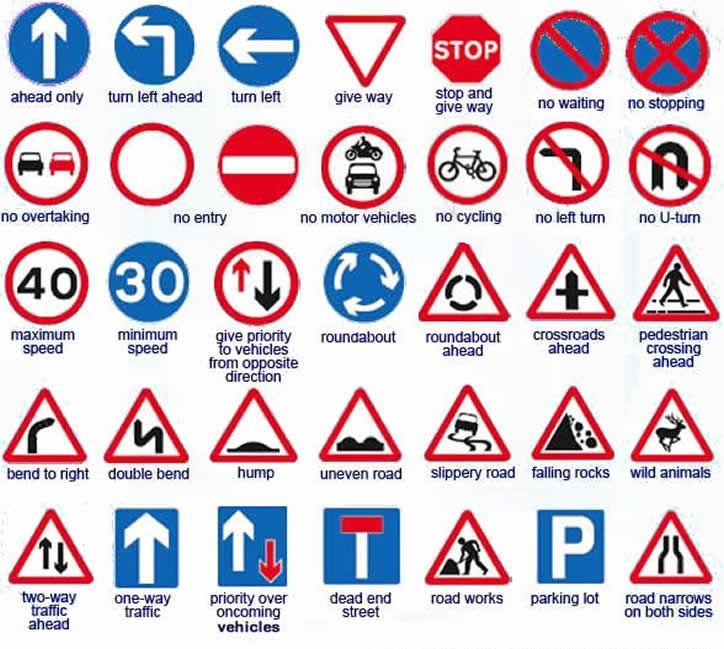 STOP
ahead only
turn left ahead
turn left
give way
stop and
give way
no waiting
no stopping
no overtaking
no entry
no motor vehicles
no cycling
no left turn
no U-turn
40
30
maximum
speed
minimum
speed
give priority
to vehicles
from opposite
direction
roundabout
roundabout
ahead
crossroads
ahead
pedestrian
crossing
ahead
bend to right
double bend
hump
uneven road
slippery road
falling rocks
wild animals
P
two-way
traffic
ahead
one-way
traffic
priority over
oncoming
vehicles
dead end
street
road works
parking lot
road narrows
on both sides